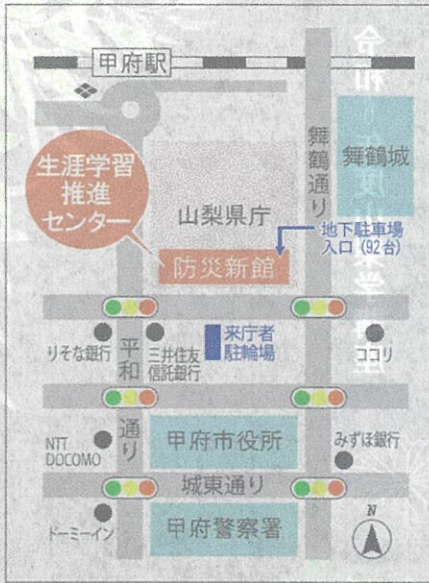 甲府駅
舞鶴城
舞鶴通り
生涯学習
推進
センター
山梨県庁
地下駐車場
入口（92台）
防災新館
りそな銀行
平和通り
三井住友
信託銀行
来庁者
駐輪場
ココリ
NTT
DOCOMO
甲府市役所
みずほ銀行
城東通り
ドーミーイン
甲府警察署
N